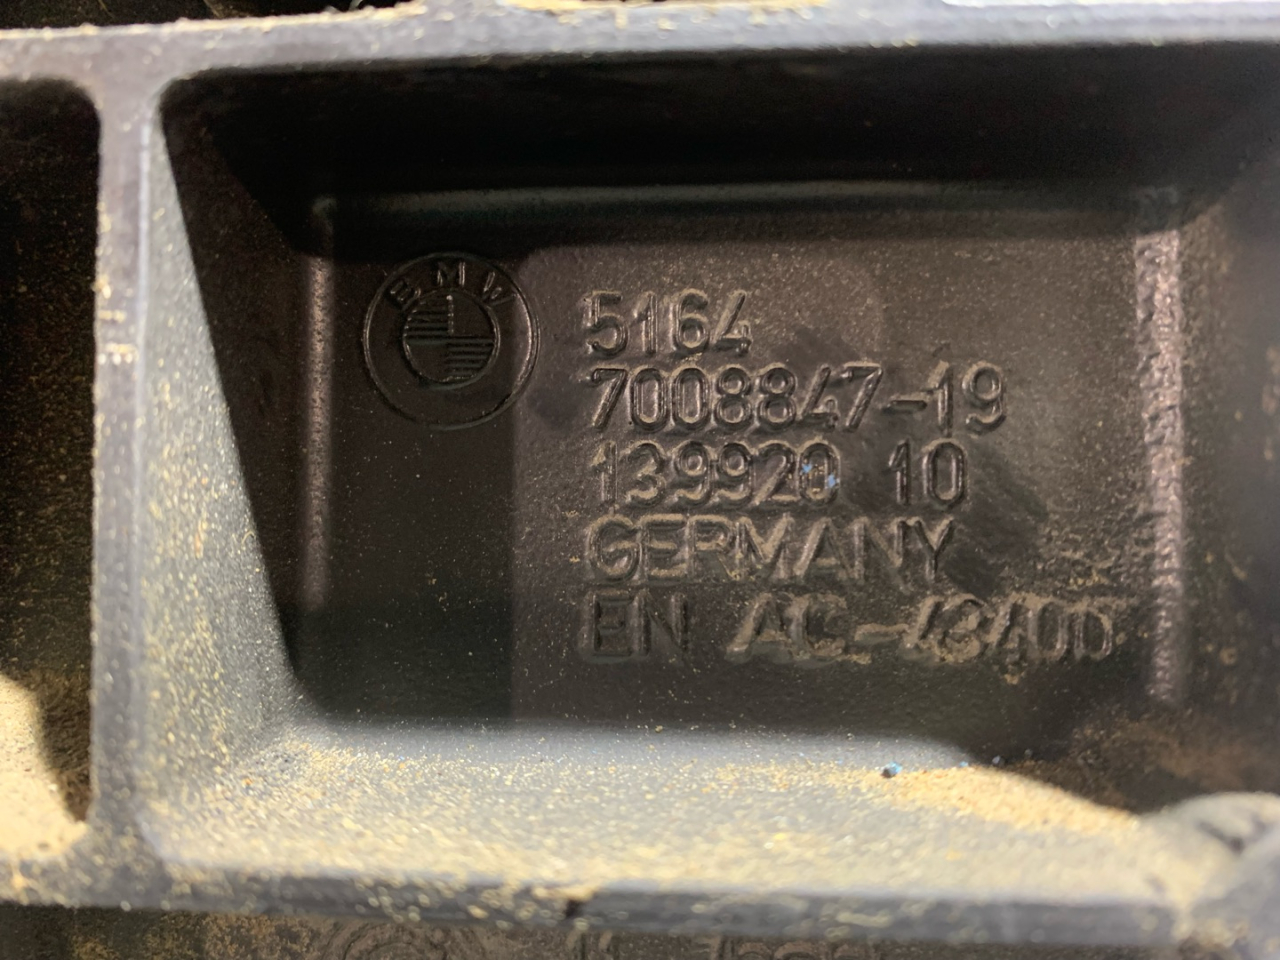 BMW
5164
7008847-19
139920 10
GERMANY
EN AC-43400